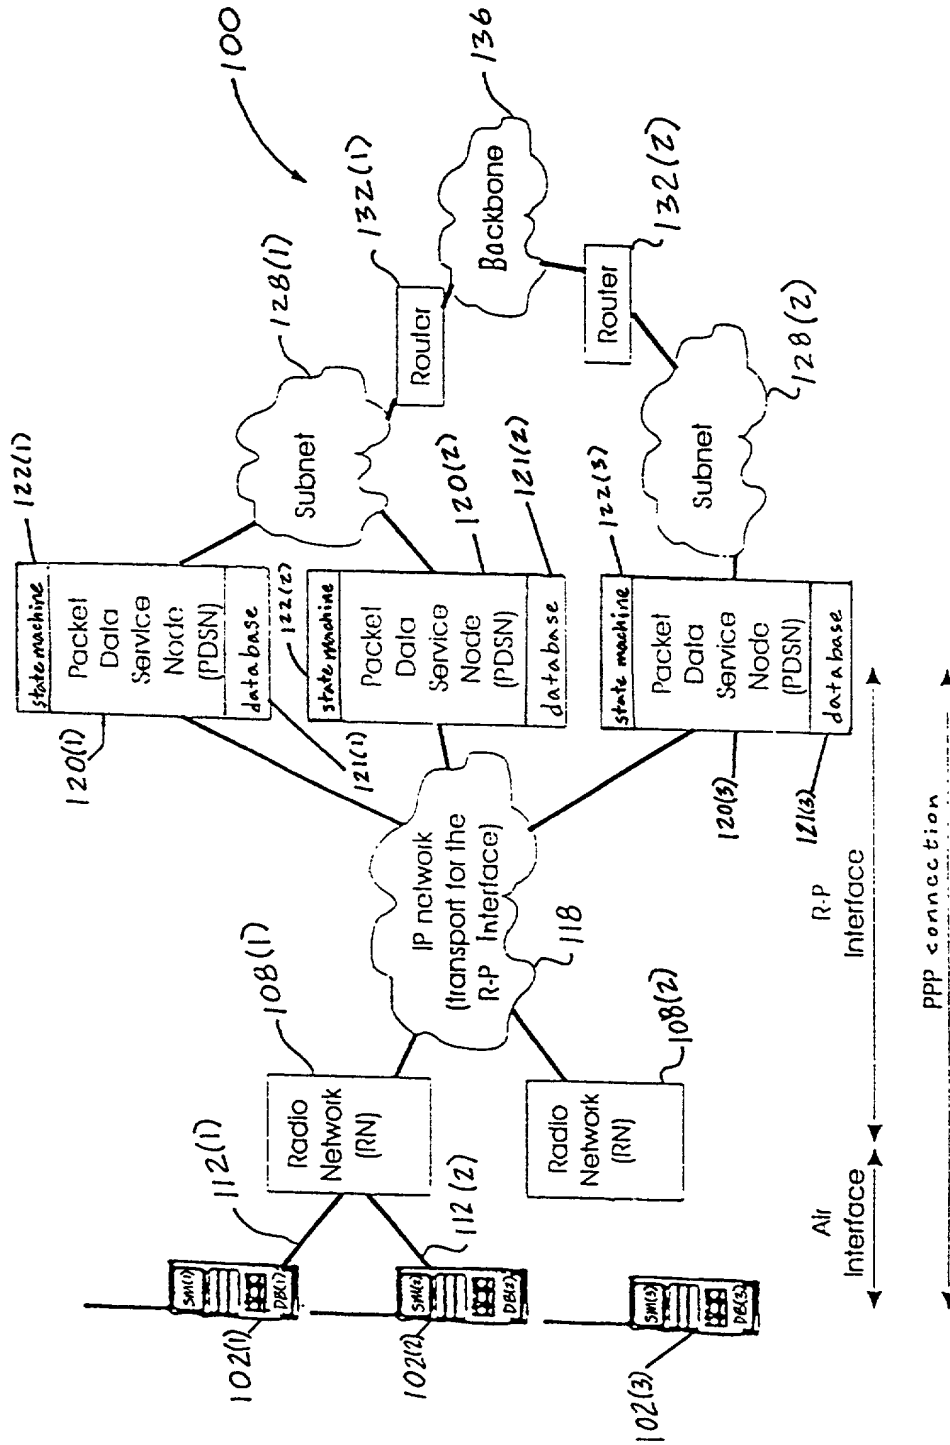 100
136
Backbone
132(1)
Router
132(2)
Router
128(1)
Subnet
128(2)
Subnet
122(1)
state machine
Packet
Data
Service
Node
(PDSN)
database
120(1)
121(1)
122(2)
state machine
Packet
Data
Service
Node
(PDSN)
database
120(2)
121(2)
122(3)
state machine
Packet
Data
Service
Node
(PDSN)
database
120(3)
121(3)
IP network
(transport for the
R-P Interface)
118
108(1)
Radio
Network
(RN)
108(2)
Radio
Network
(RN)
112(1)
112(2)
SM(1)
DB(1)
102(1)
SM(2)
DB(2)
102(2)
SM(3)
DB(3)
102(3)
Air
Interface
R-P
Interface
PPP connection